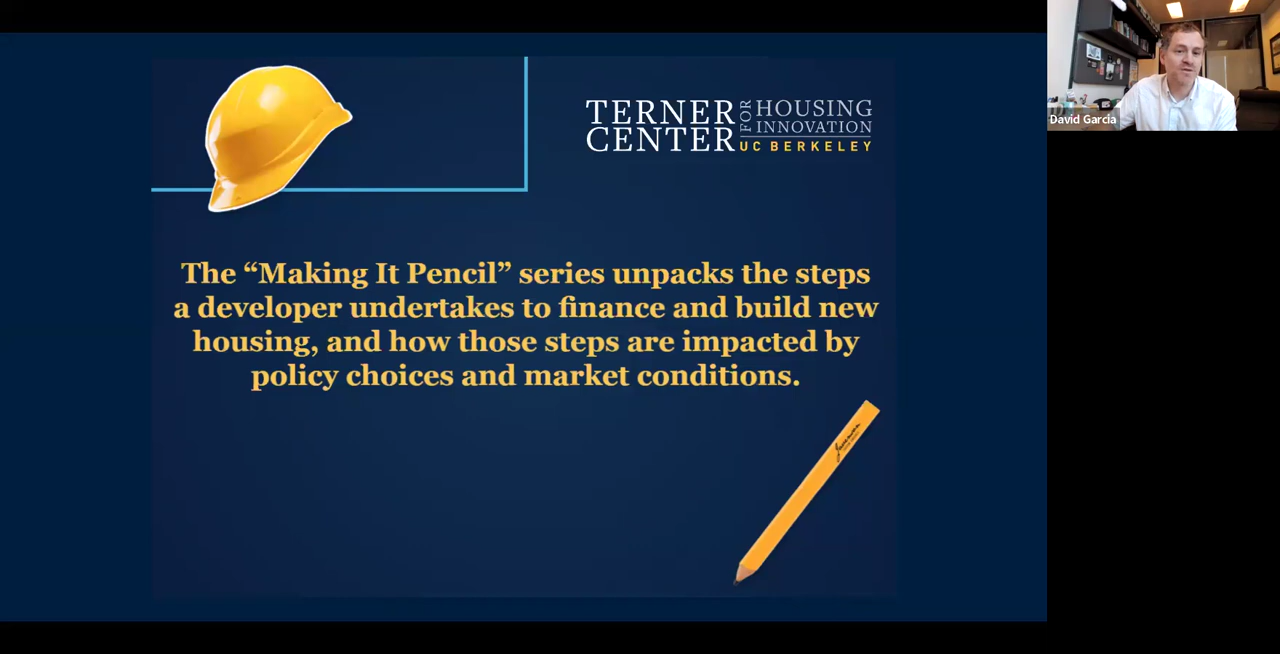 TERNER
CENTER
FOR
HOUSING
INNOVATION
UC BERKELEY
David Garcia
The “Making It Pencil” series unpacks the steps
a developer undertakes to finance and build new
housing, and how those steps are impacted by
policy choices and market conditions.